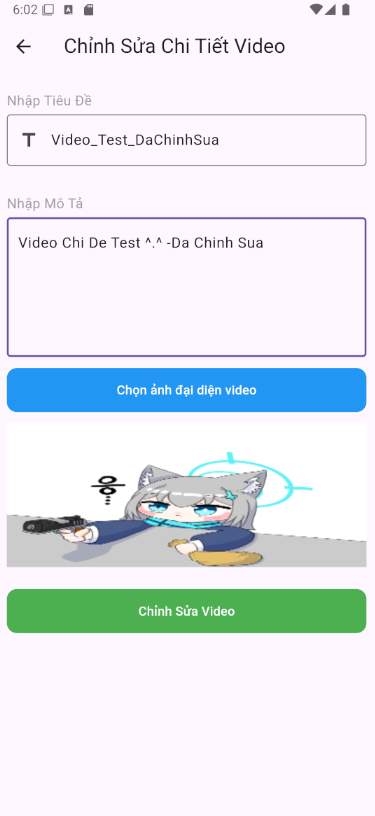 6:02
Chỉnh Sửa Chi Tiết Video
Nhập Tiêu Đề
Video_Test_DaChinhSua
Nhập Mô Tả
Video Chi De Test ^.^ -Da Chinh Sua
Chọn ảnh đại diện video
응
Chỉnh Sửa Video